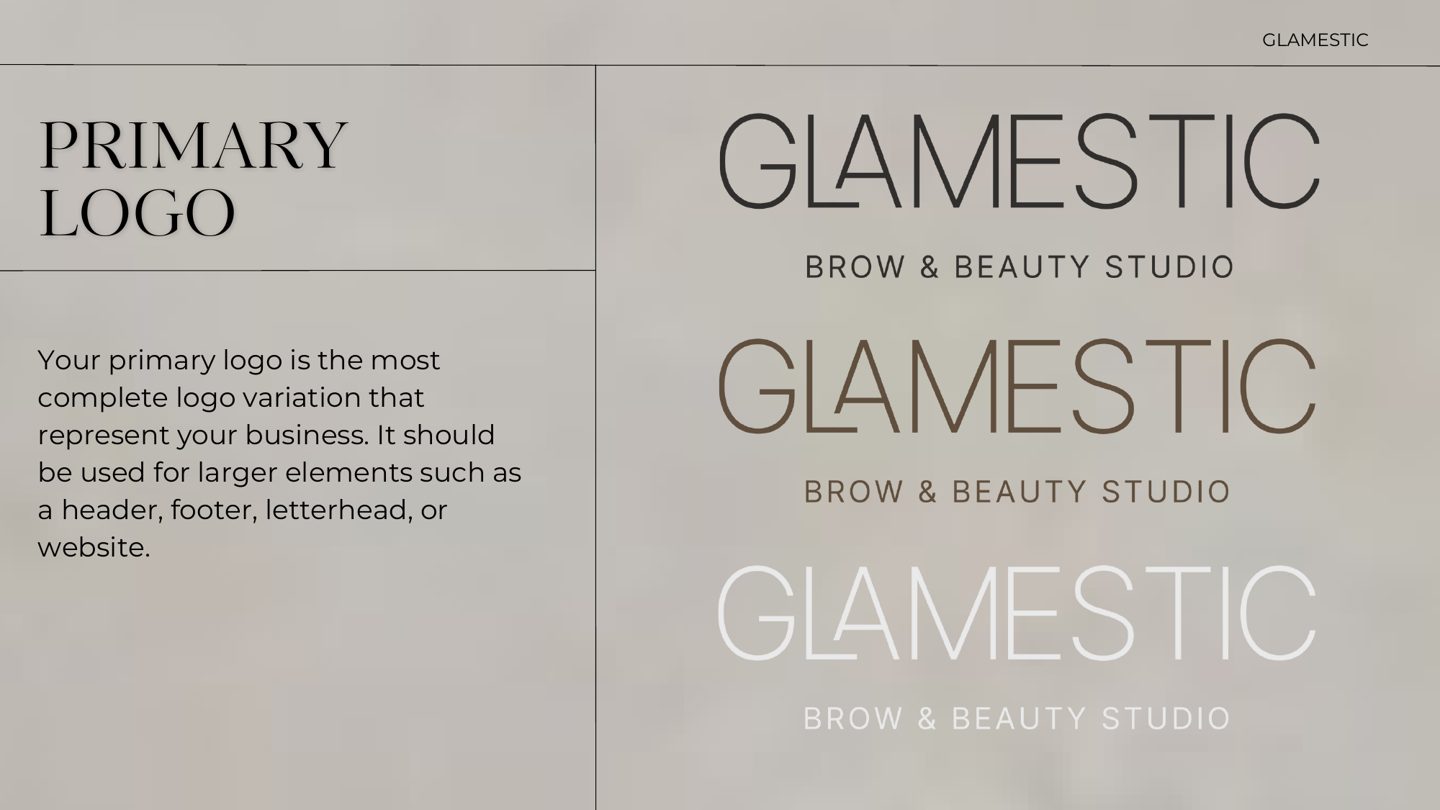 GLAMESTIC
PRIMARY
LOGO
Your primary logo is the most
complete logo variation that
represent your business. It should
be used for larger elements such as
a header, footer, letterhead, or
website.
GLAMESTIC
BROW & BEAUTY STUDIO
GLAMESTIC
BROW & BEAUTY STUDIO
GLAMESTIC
BROW & BEAUTY STUDIO